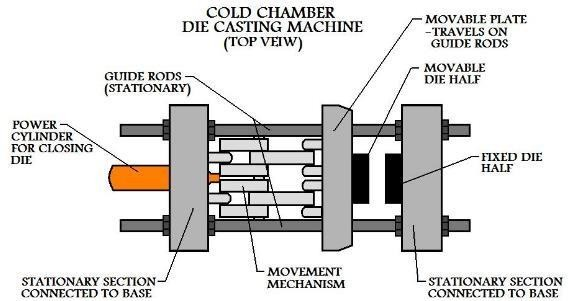 COLD CHAMBER
DIE CASTING MACHINE
(TOP VEIW)
MOVABLE PLATE
-TRAVELS ON
GUIDE RODS
GUIDE RODS
(STATIONARY)
MOVABLE
DIE HALF
POWER
CYLINDER
FOR CLOSING
DIE
FIXED DIE
HALF
MOVEMENT
MECHANISM
STATIONARY SECTION
CONNECTED TO BASE
STATIONARY SECTION
CONNECTED TO BASE